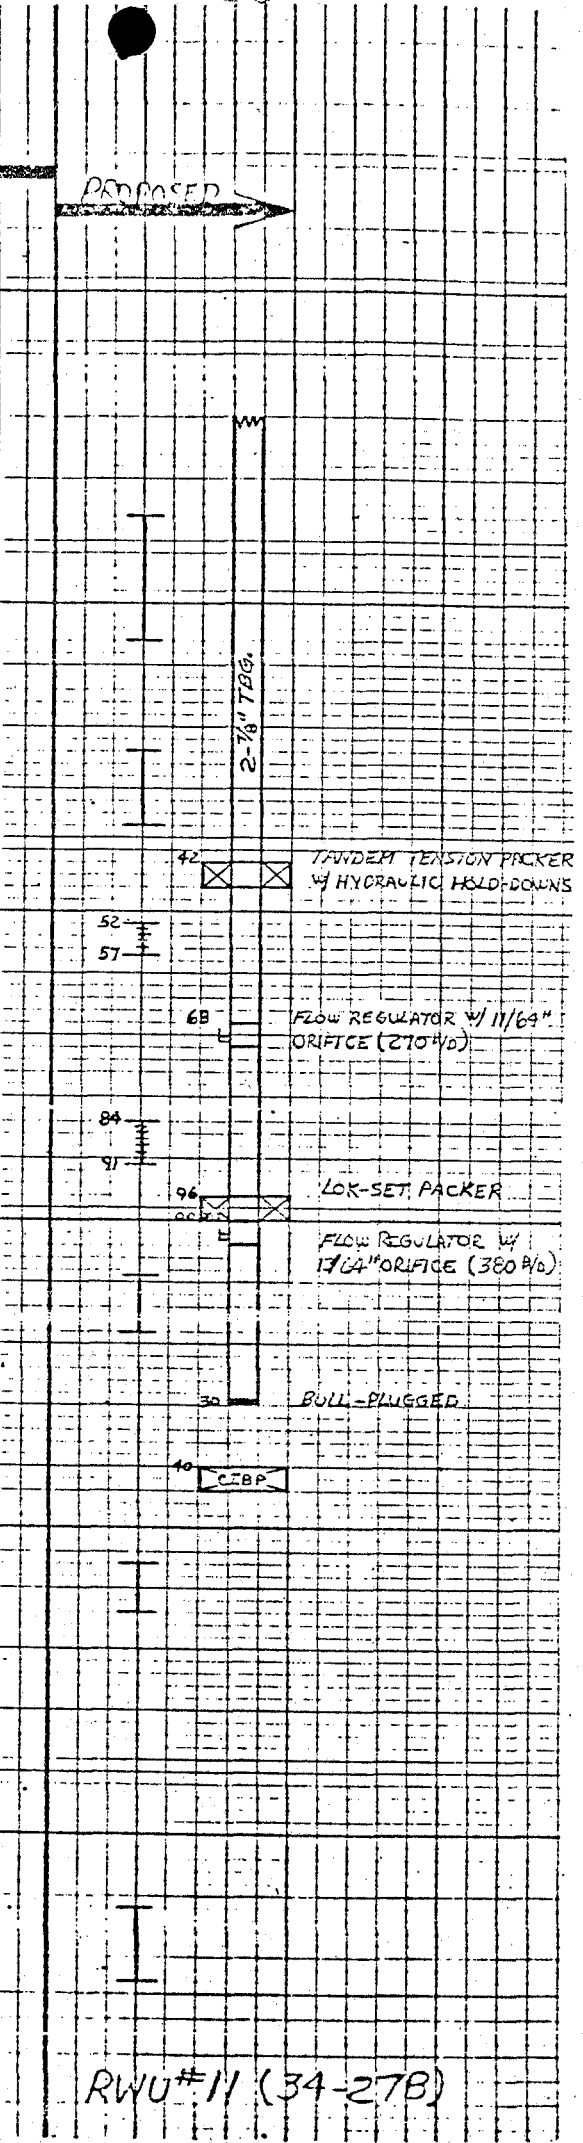 PROPOSED
2-7/8" TBG.
42
TANDEM TENSION PACKER
W/ HYDRAULIC HOLD-DOWNS
52
57
68
FLOW REGULATOR W/ 11/64"
ORIFICE (270 B/D)
84
91
96
LOK-SET PACKER
FLOW REGULATOR W/
13/64" ORIFICE (380 B/D)
30
BULL-PLUGGED
40
CIBP
RWU #11 (34-27B)